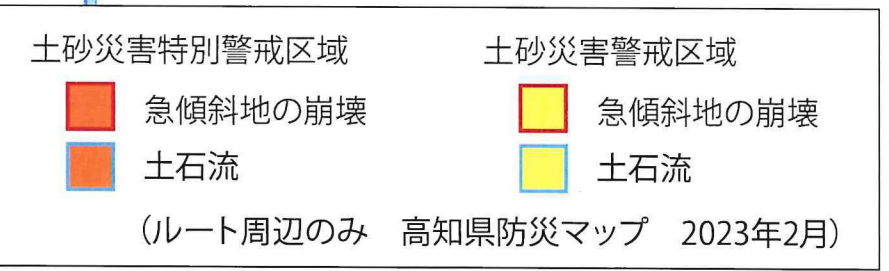 土砂災害特別警戒区域 土砂災害警戒区域
急傾斜地の崩壊 急傾斜地の崩壊
土石流 土石流
(ルート周辺のみ 高知県防災マップ 2023年2月)